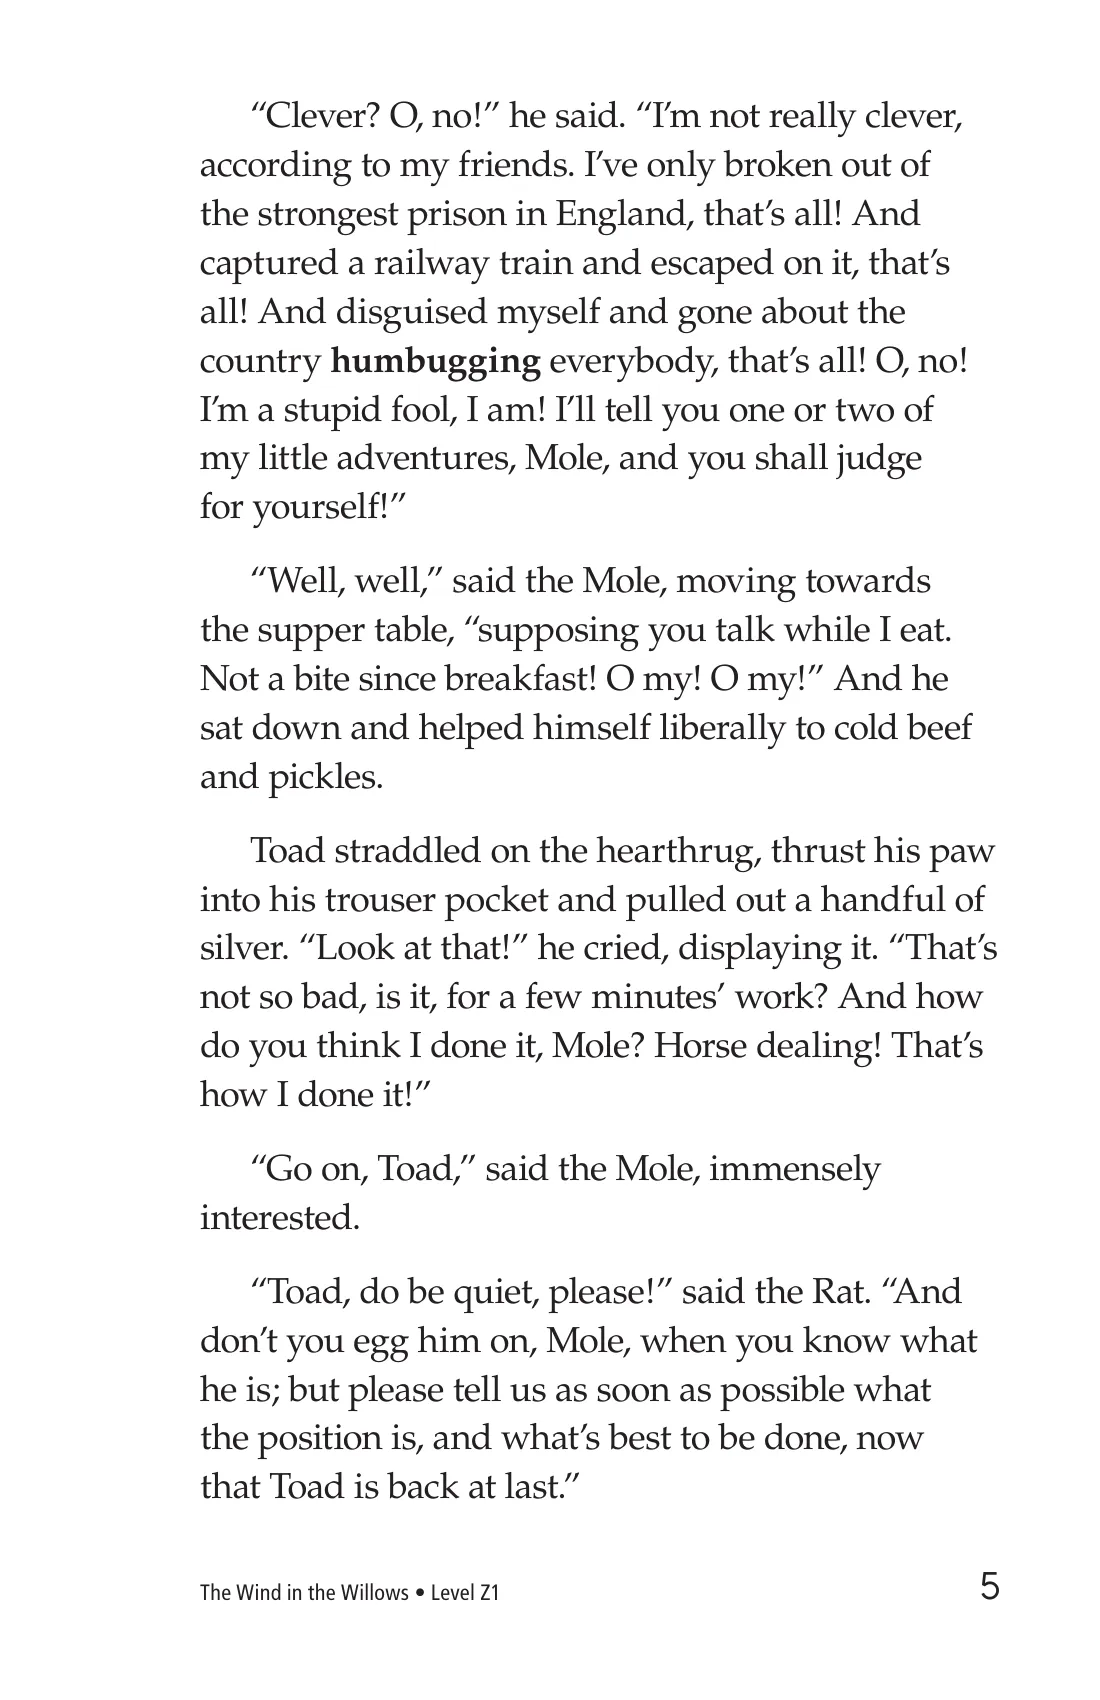 “Clever? O, no!” he said. “I’m not really clever,
according to my friends. I’ve only broken out of
the strongest prison in England, that’s all! And
captured a railway train and escaped on it, that’s
all! And disguised myself and gone about the
country humbugging everybody, that’s all! O, no!
I’m a stupid fool, I am! I’ll tell you one or two of
my little adventures, Mole, and you shall judge
for yourself!”
“Well, well,” said the Mole, moving towards
the supper table, “supposing you talk while I eat.
Not a bite since breakfast! O my! O my!” And he
sat down and helped himself liberally to cold beef
and pickles.
Toad straddled on the hearthrug, thrust his paw
into his trouser pocket and pulled out a handful of
silver. “Look at that!” he cried, displaying it. “That’s
not so bad, is it, for a few minutes’ work? And how
do you think I done it, Mole? Horse dealing! That’s
how I done it!”
“Go on, Toad,” said the Mole, immensely
interested.
“Toad, do be quiet, please!” said the Rat. “And
don’t you egg him on, Mole, when you know what
he is; but please tell us as soon as possible what
the position is, and what’s best to be done, now
that Toad is back at last.”
The Wind in the Willows • Level Z1
5